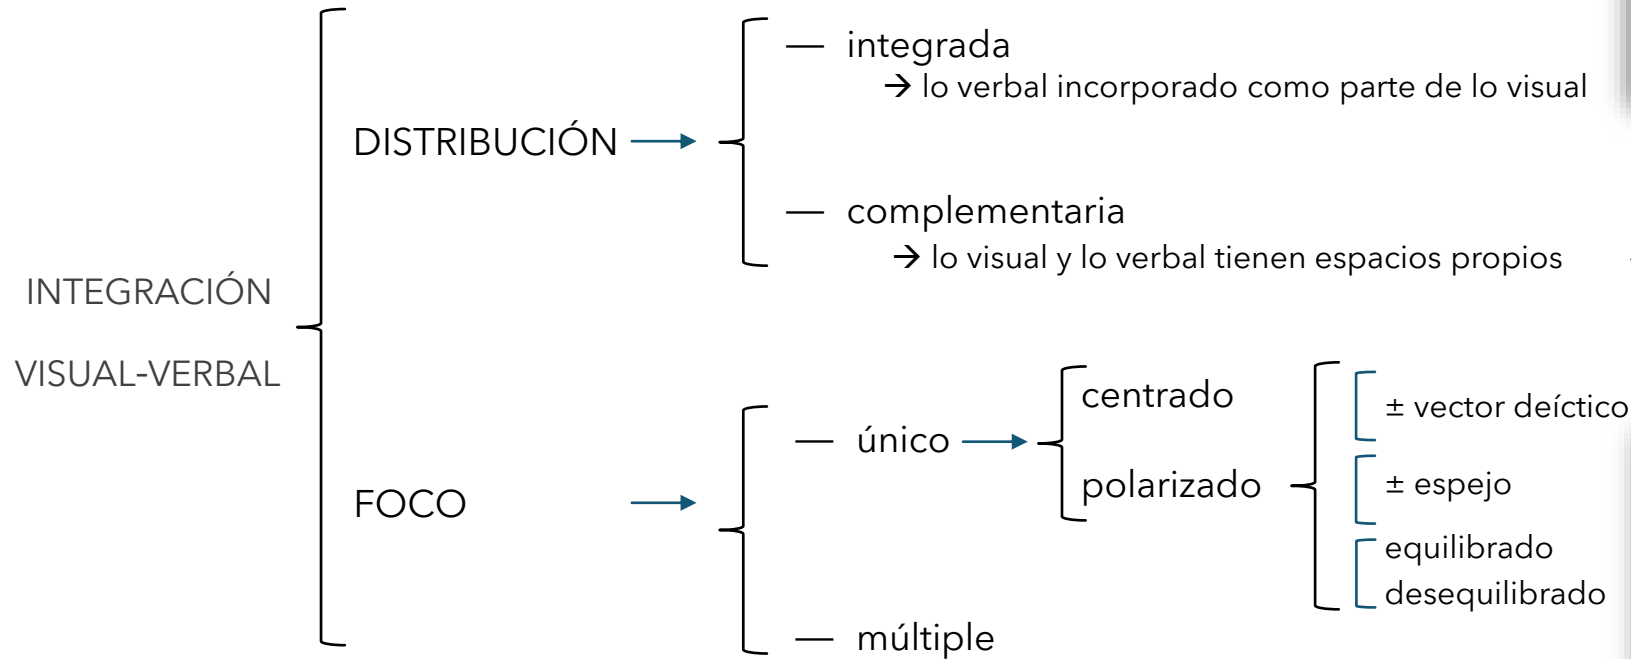 — integrada
→ lo verbal incorporado como parte de lo visual
DISTRIBUCIÓN →
— complementaria
→ lo visual y lo verbal tienen espacios propios
INTEGRACIÓN
VISUAL-VERBAL
FOCO →
— único →
centrado
polarizado
± vector deíctico
± espejo
equilibrado
desequilibrado
— múltiple